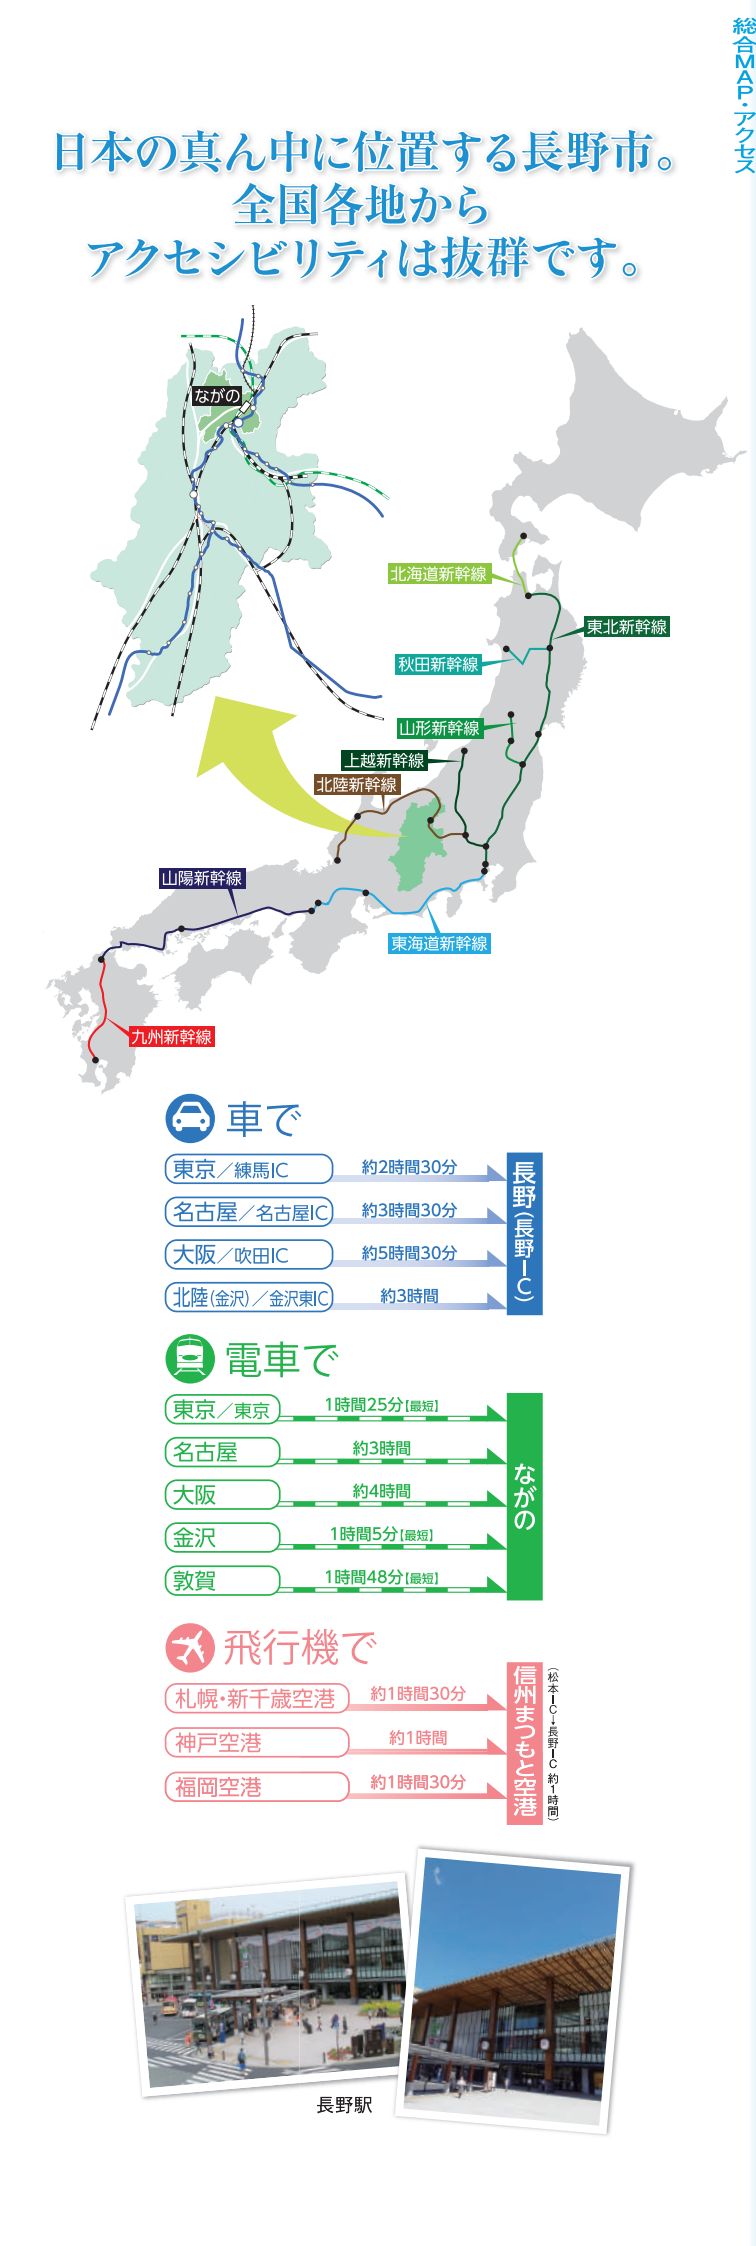 総合MAP・アクセス
日本の真ん中に位置する長野市。
全国各地から
アクセシビリティは抜群です。
ながの
北海道新幹線
東北新幹線
秋田新幹線
山形新幹線
上越新幹線
北陸新幹線
山陽新幹線
東海道新幹線
九州新幹線
車で
東京／練馬IC 約2時間30分
名古屋／名古屋IC 約3時間30分
大阪／吹田IC 約5時間30分
北陸(金沢)／金沢東IC 約3時間
長野(長野IC)
電車で
東京／東京 1時間25分【最短】
名古屋 約3時間
大阪 約4時間
金沢 1時間5分【最短】
敦賀 1時間48分【最短】
ながの
飛行機で
札幌・新千歳空港 約1時間30分
神戸空港 約1時間
福岡空港 約1時間30分
信州まつもと空港
(松本IC→長野IC 約1時間)
長野駅